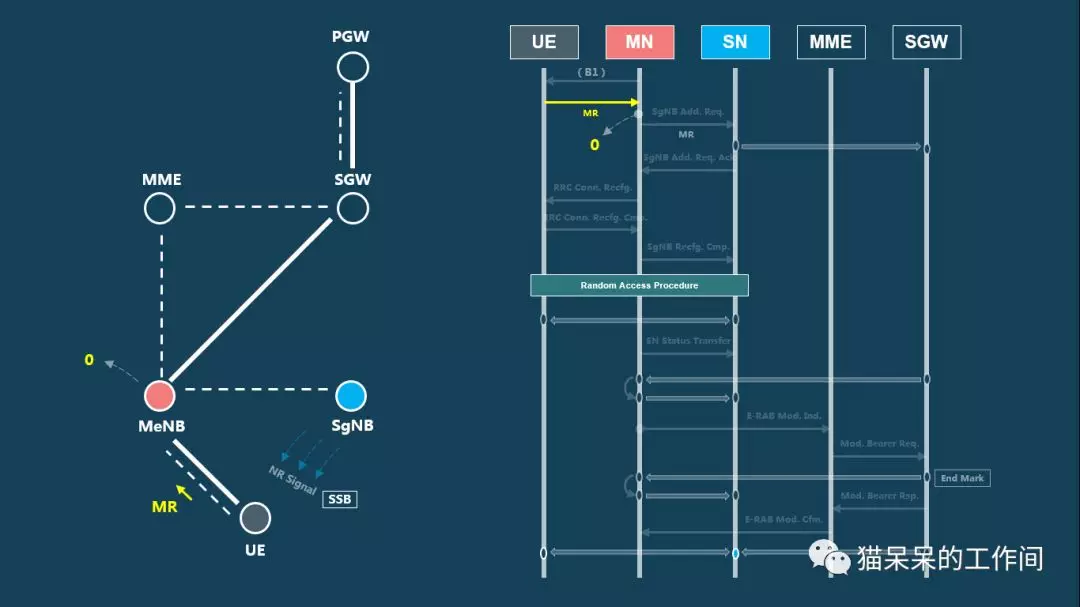 PGW
MME
SGW
0
MeNB
SgNB
NR Signal
SSB
MR
UE
UE
MN
SN
MME
SGW
(B1)
MR
SgNB Add. Req.
0
MR
SgNB Add. Req. Ack
RRC Conn. Recfg.
RRC Conn. Recfg. Cmp.
SgNB Recfg. Cmp.
Random Access Procedure
SN Status Transfer
E-RAB Mod. Ind.
Mod. Bearer Req.
End Mark
Mod. Bearer Rsp.
E-RAB Mod. Cfm.
猫呆呆的工作间